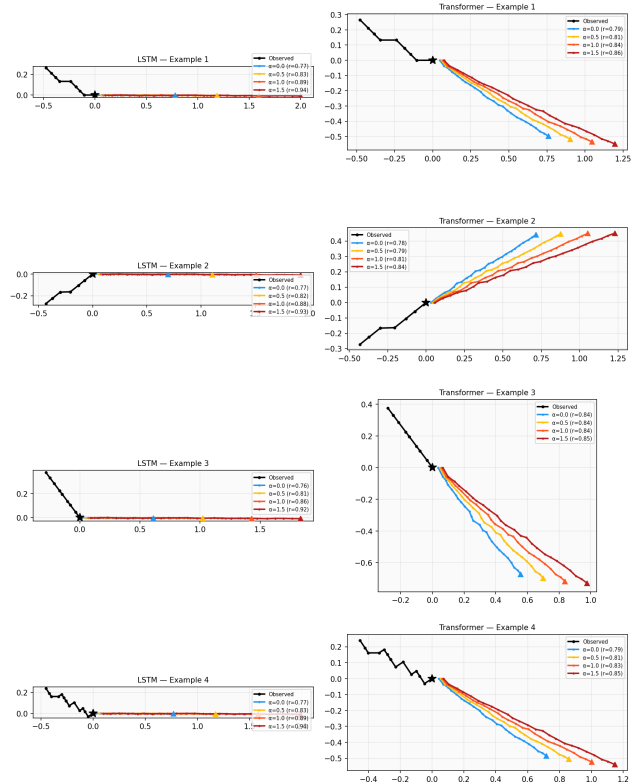 LSTM — Example 1
0.2
0.0
−0.5
0.0
0.5
1.0
1.5
2.0
Observed
α=0.0 (r=0.77)
α=0.5 (r=0.83)
α=1.0 (r=0.89)
α=1.5 (r=0.94)
Transformer — Example 1
0.3
0.2
0.1
0.0
−0.1
−0.2
−0.3
−0.4
−0.5
−0.50
−0.25
0.00
0.25
0.50
0.75
1.00
1.25
Observed
α=0.0 (r=0.79)
α=0.5 (r=0.81)
α=1.0 (r=0.84)
α=1.5 (r=0.86)
LSTM — Example 2
0.0
−0.2
−0.5
0.0
0.5
1.0
1.5
2.0
Observed
α=0.0 (r=0.77)
α=0.5 (r=0.82)
α=1.0 (r=0.88)
α=1.5 (r=0.93)
Transformer — Example 2
0.4
0.3
0.2
0.1
0.0
−0.1
−0.2
−0.3
−0.50
−0.25
0.00
0.25
0.50
0.75
1.00
1.25
Observed
α=0.0 (r=0.78)
α=0.5 (r=0.79)
α=1.0 (r=0.81)
α=1.5 (r=0.84)
LSTM — Example 3
0.2
0.0
0.0
0.5
1.0
1.5
Observed
α=0.0 (r=0.76)
α=0.5 (r=0.81)
α=1.0 (r=0.86)
α=1.5 (r=0.92)
Transformer — Example 3
0.4
0.2
0.0
−0.2
−0.4
−0.6
−0.2
0.0
0.2
0.4
0.6
0.8
1.0
Observed
α=0.0 (r=0.84)
α=0.5 (r=0.84)
α=1.0 (r=0.84)
α=1.5 (r=0.85)
LSTM — Example 4
0.2
0.0
−0.5
0.0
0.5
1.0
1.5
2.0
Observed
α=0.0 (r=0.77)
α=0.5 (r=0.83)
α=1.0 (r=0.89)
α=1.5 (r=0.94)
Transformer — Example 4
0.2
0.1
0.0
−0.1
−0.2
−0.3
−0.4
−0.5
−0.4
−0.2
0.0
0.2
0.4
0.6
0.8
1.0
1.2
Observed
α=0.0 (r=0.79)
α=0.5 (r=0.81)
α=1.0 (r=0.83)
α=1.5 (r=0.85)